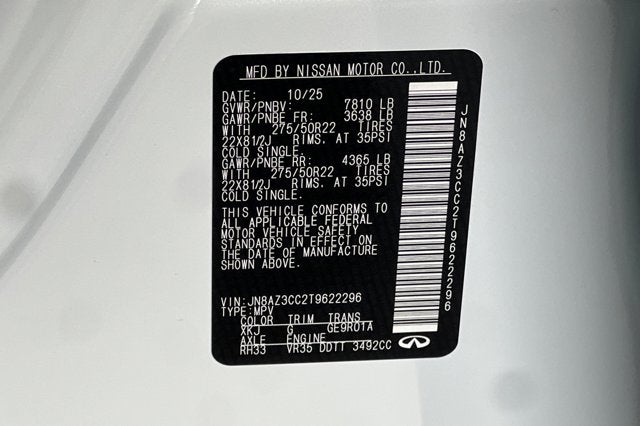 MFD BY NISSAN MOTOR CO.,LTD.
DATE: 10/25
GVWR/PNBV: 7810 LB
GAWR/PNBE FR: 3638 LB
WITH 275/50R22 TIRES
22X8 1/2J RIMS. AT 35PSI
COLD SINGLE.
GAWR/PNBE RR: 4365 LB
WITH 275/50R22 TIRES
22X8 1/2J RIMS. AT 35PSI
COLD SINGLE.
THIS VEHICLE CONFORMS TO
ALL APPLICABLE FEDERAL
MOTOR VEHICLE SAFETY
STANDARDS IN EFFECT ON
THE DATE OF MANUFACTURE
SHOWN ABOVE.
VIN:JN8AZ3CC2T9622296
TYPE:MPV
COLOR TRIM TRANS
XKJ G GE9R01A
AXLE ENGINE
RH33 VR35 DDTT 3492CC
JN8AZ3CC2T9622296